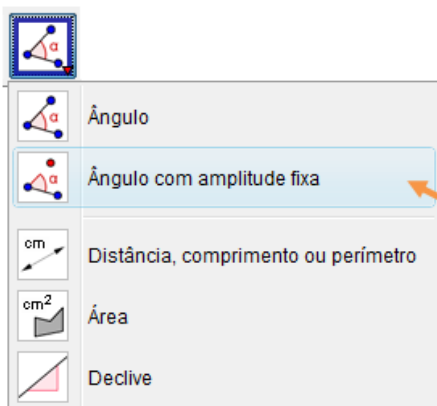 α
α
Ângulo
α
Ângulo com amplitude fixa
cm
Distância, comprimento ou perímetro
cm²
Área
Declive